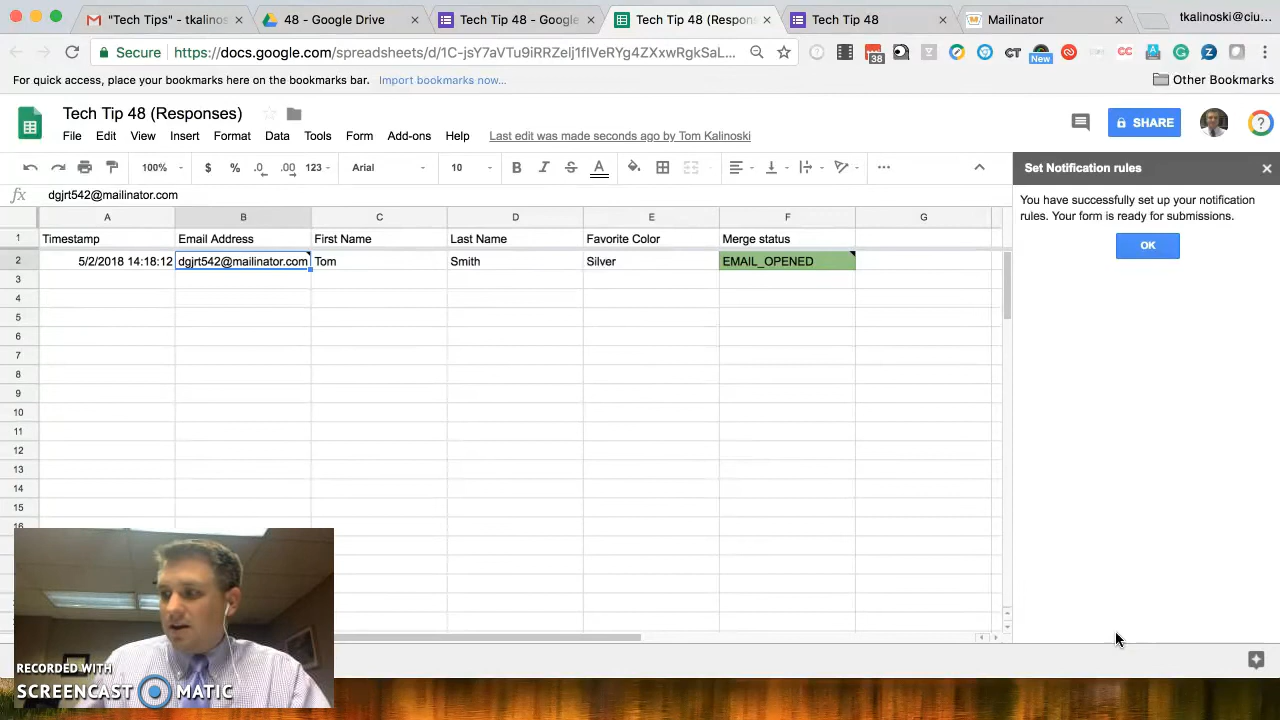 "Tech Tips" - tkalinos
48 - Google Drive
Tech Tip 48 - Google
Tech Tip 48 (Respon
Tech Tip 48
Mailinator
tkalinoski@ciu...
Secure
https://docs.google.com/spreadsheets/d/1C-jsY7aVTu9iRRZelj1flVeRYg4ZXxwRgkSaL...
38
CT
New
CC
G
Z
For quick access, place your bookmarks here on the bookmarks bar.
Import bookmarks now...
Other Bookmarks
Tech Tip 48 (Responses)
File
Edit
View
Insert
Format
Data
Tools
Form
Add-ons
Help
Last edit was made seconds ago by Tom Kalinoski
SHARE
?
100%
$
%
.0
.00
123
Arial
10
B
I
S
A
Set Notification rules
fx
dgjrt542@mailinator.com
You have successfully set up your notification
rules. Your form is ready for submissions.
OK
A B C D E F G
1 Timestamp Email Address First Name Last Name Favorite Color Merge status
2 5/2/2018 14:18:12 dgjrt542@mailinator.com Tom Smith Silver EMAIL_OPENED
3
4
5
6
7
8
9
10
11
12
13
14
15
16
RECORDED WITH
SCREENCAST MATIC